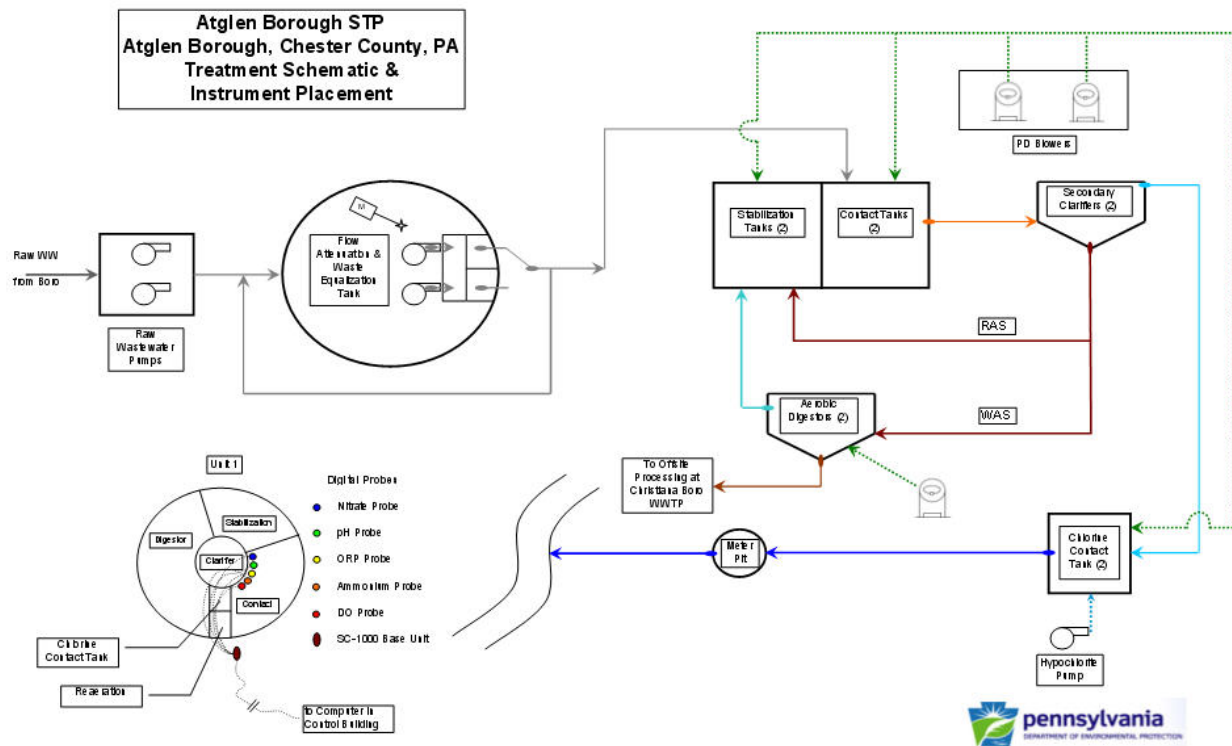 Atglen Borough STP
Atglen Borough, Chester County, PA
Treatment Schematic &
Instrument Placement
PD Blowers
Secondary
Clarifiers (2)
Stabilization
Tanks (2)
Contact Tanks
(2)
M
Flow
Attenuation &
Waste
Equalization
Tank
Raw WW
from Boro
Raw
Wastewater
Pumps
RAS
WAS
Aerobic
Digestors (2)
To Offsite
Processing at
Christiana Boro
WWTP
Meter
Pit
Chlorine
Contact
Tank (2)
Hypochlorite
Pump
Unit 1
Digestor
Stabilization
Clarifer
Contact
Chlorine
Contact Tank
Reaeration
Digital Probes
Nitrate Probe
pH Probe
ORP Probe
Ammonium Probe
DO Probe
SC-1000 Base Unit
to Computer in
Control Building
pennsylvania
DEPARTMENT OF ENVIRONMENTAL PROTECTION